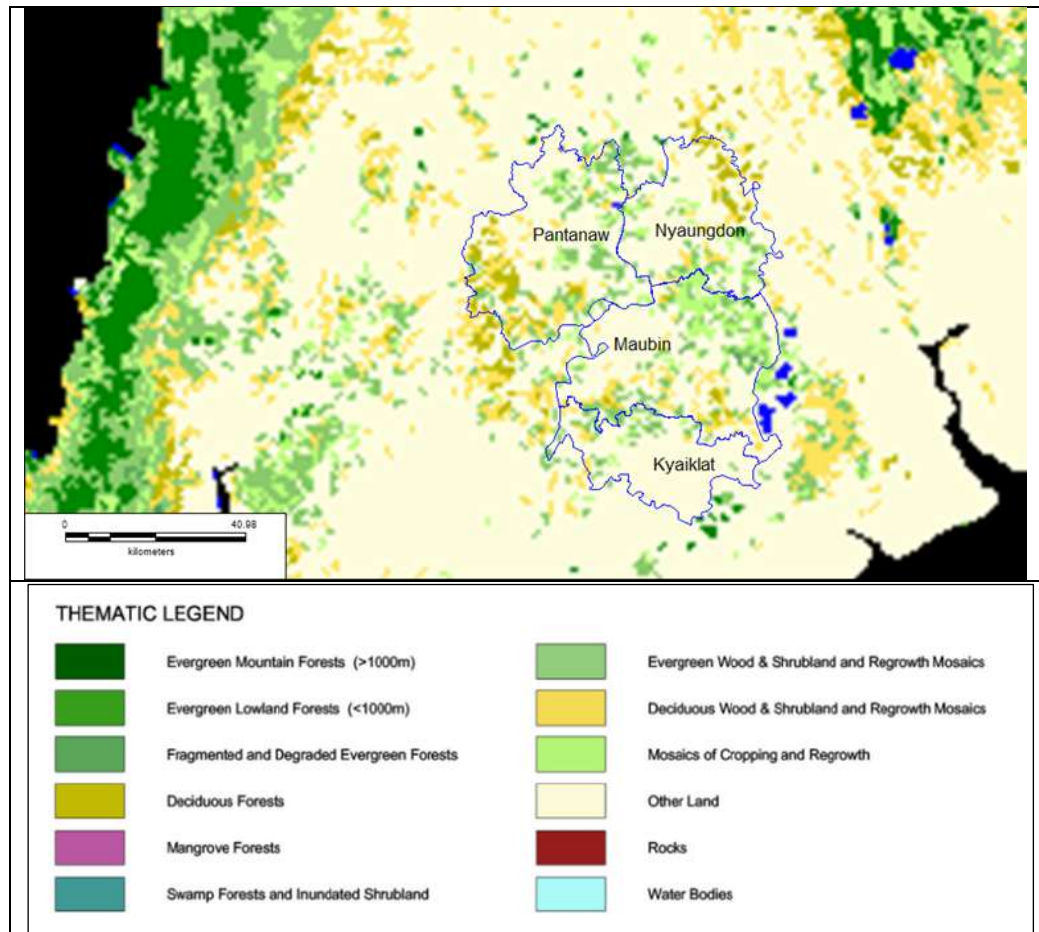 Pantanaw
Nyaungdon
Maubin
Kyaiklat
0 40.98
kilometers
THEMATIC LEGEND
Evergreen Mountain Forests (>1000m)
Evergreen Lowland Forests (<1000m)
Fragmented and Degraded Evergreen Forests
Deciduous Forests
Mangrove Forests
Swamp Forests and Inundated Shrubland
Evergreen Wood & Shrubland and Regrowth Mosaics
Deciduous Wood & Shrubland and Regrowth Mosaics
Mosaics of Cropping and Regrowth
Other Land
Rocks
Water Bodies